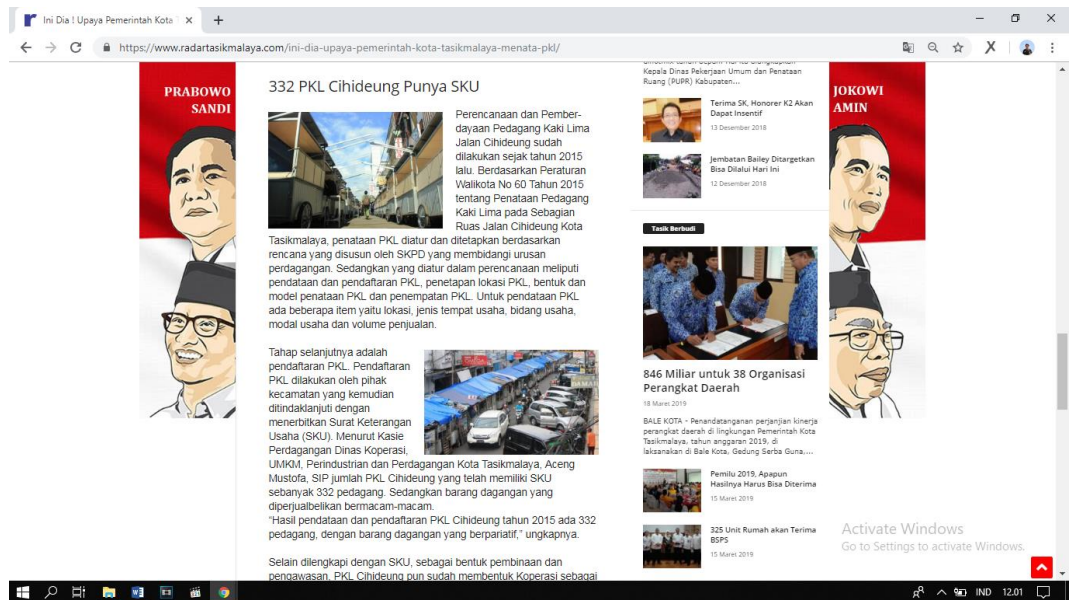 Ini Dia ! Upaya Pemerintah Kota T
https://www.radartasikmalaya.com/ini-dia-upaya-pemerintah-kota-tasikmalaya-menata-pkl/
PRABOWO
SANDI
332 PKL Cihideung Punya SKU
Perencanaan dan Pember-
dayaan Pedagang Kaki Lima
Jalan Cihideung sudah
dilakukan sejak tahun 2015
lalu. Berdasarkan Peraturan
Walikota No 60 Tahun 2015
tentang Penataan Pedagang
Kaki Lima pada Sebagian
Ruas Jalan Cihideung Kota
Tasikmalaya, penataan PKL diatur dan ditetapkan berdasarkan
rencana yang disusun oleh SKPD yang membidangi urusan
perdagangan. Sedangkan yang diatur dalam perencanaan meliputi
pendataan dan pendaftaran PKL, penetapan lokasi PKL, bentuk dan
model penataan PKL dan penempatan PKL. Untuk pendataan PKL
ada beberapa item yaitu lokasi, jenis tempat usaha, bidang usaha,
modal usaha dan volume penjualan.
Tahap selanjutnya adalah
pendaftaran PKL. Pendaftaran
PKL dilakukan oleh pihak
kecamatan yang kemudian
ditindaklanjuti dengan
menerbitkan Surat Keterangan
Usaha (SKU). Menurut Kasie
Perdagangan Dinas Koperasi,
UMKM, Perindustrian dan Perdagangan Kota Tasikmalaya, Aceng
Mustofa, SIP jumlah PKL Cihideung yang telah memiliki SKU
sebanyak 332 pedagang. Sedangkan barang dagangan yang
diperjualbelikan bermacam-macam.
“Hasil pendataan dan pendaftaran PKL Cihideung tahun 2015 ada 332
pedagang, dengan barang dagangan yang berpariatif,” ungkapnya.
Selain dilengkapi dengan SKU, sebagai bentuk pembinaan dan
pengawasan, PKL Cihideung pun sudah membentuk Koperasi sebagai
Kepala Dinas Pekerjaan Umum dan Penataan
Ruang (PUPR) Kabupaten...
Terima SK, Honorer K2 Akan
Dapat Insentif
13 Desember 2018
Jembatan Bailey Ditargetkan
Bisa Dilalui Hari Ini
12 Desember 2018
Tasik Berbudi
846 Miliar untuk 38 Organisasi
Perangkat Daerah
18 Maret 2019
BALE KOTA - Penandatanganan perjanjian kinerja
perangkat daerah di lingkungan Pemerintah Kota
Tasikmalaya, tahun anggaran 2019, di
laksanakan di Bale Kota, Gedung Serba Guna,...
Pemilu 2019, Apapun
Hasilnya Harus Bisa Diterima
15 Maret 2019
325 Unit Rumah akan Terima
BSPS
15 Maret 2019
JOKOWI
AMIN
Activate Windows
Go to Settings to activate Windows.
IND
12.01